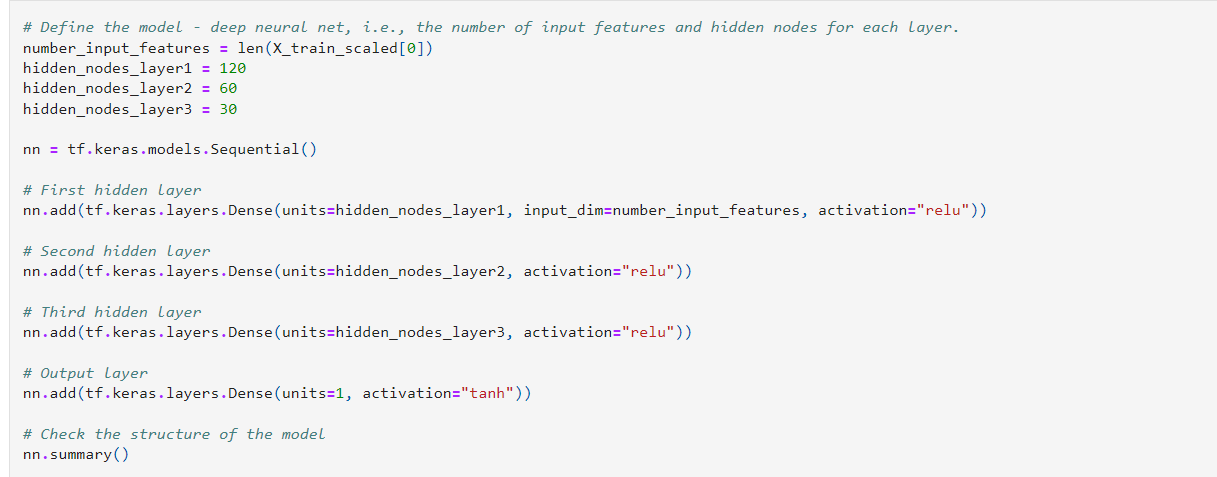 # Define the model - deep neural net, i.e., the number of input features and hidden nodes for each layer.
number_input_features = len(X_train_scaled[0])
hidden_nodes_layer1 = 120
hidden_nodes_layer2 = 60
hidden_nodes_layer3 = 30
nn = tf.keras.models.Sequential()
# First hidden layer
nn.add(tf.keras.layers.Dense(units=hidden_nodes_layer1, input_dim=number_input_features, activation="relu"))
# Second hidden layer
nn.add(tf.keras.layers.Dense(units=hidden_nodes_layer2, activation="relu"))
# Third hidden layer
nn.add(tf.keras.layers.Dense(units=hidden_nodes_layer3, activation="relu"))
# Output layer
nn.add(tf.keras.layers.Dense(units=1, activation="tanh"))
# Check the structure of the model
nn.summary()